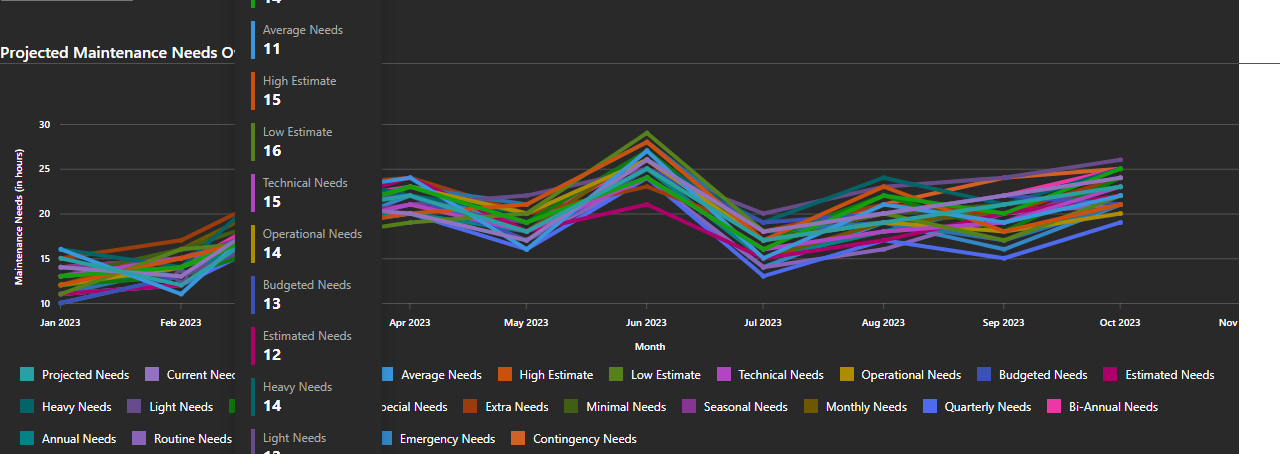 14
Average Needs
11
Projected Maintenance Needs O
High Estimate
15
Low Estimate
16
Technical Needs
15
Operational Needs
14
Budgeted Needs
13
Estimated Needs
12
Heavy Needs
14
Light Needs
Maintenance Needs (in hours)
30
25
20
15
10
Jan 2023 Feb 2023 Apr 2023 May 2023 Jun 2023 Jul 2023 Aug 2023 Sep 2023 Oct 2023 Nov
Month
Projected Needs Current Need Average Needs High Estimate Low Estimate Technical Needs Operational Needs Budgeted Needs Estimated Needs
Heavy Needs Light Needs pecial Needs Extra Needs Minimal Needs Seasonal Needs Monthly Needs Quarterly Needs Bi-Annual Needs
Annual Needs Routine Needs Emergency Needs Contingency Needs